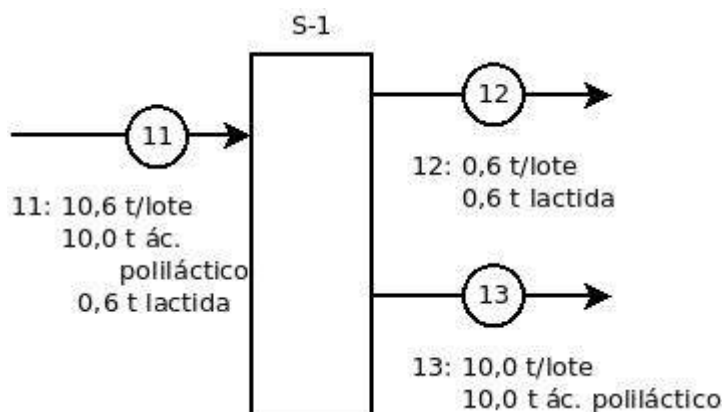 S-1
11
12
12: 0,6 t/lote
0,6 t lactida
11: 10,6 t/lote
10,0 t ác.
poliláctico
0,6 t lactida
13
13: 10,0 t/lote
10,0 t ác. poliláctico